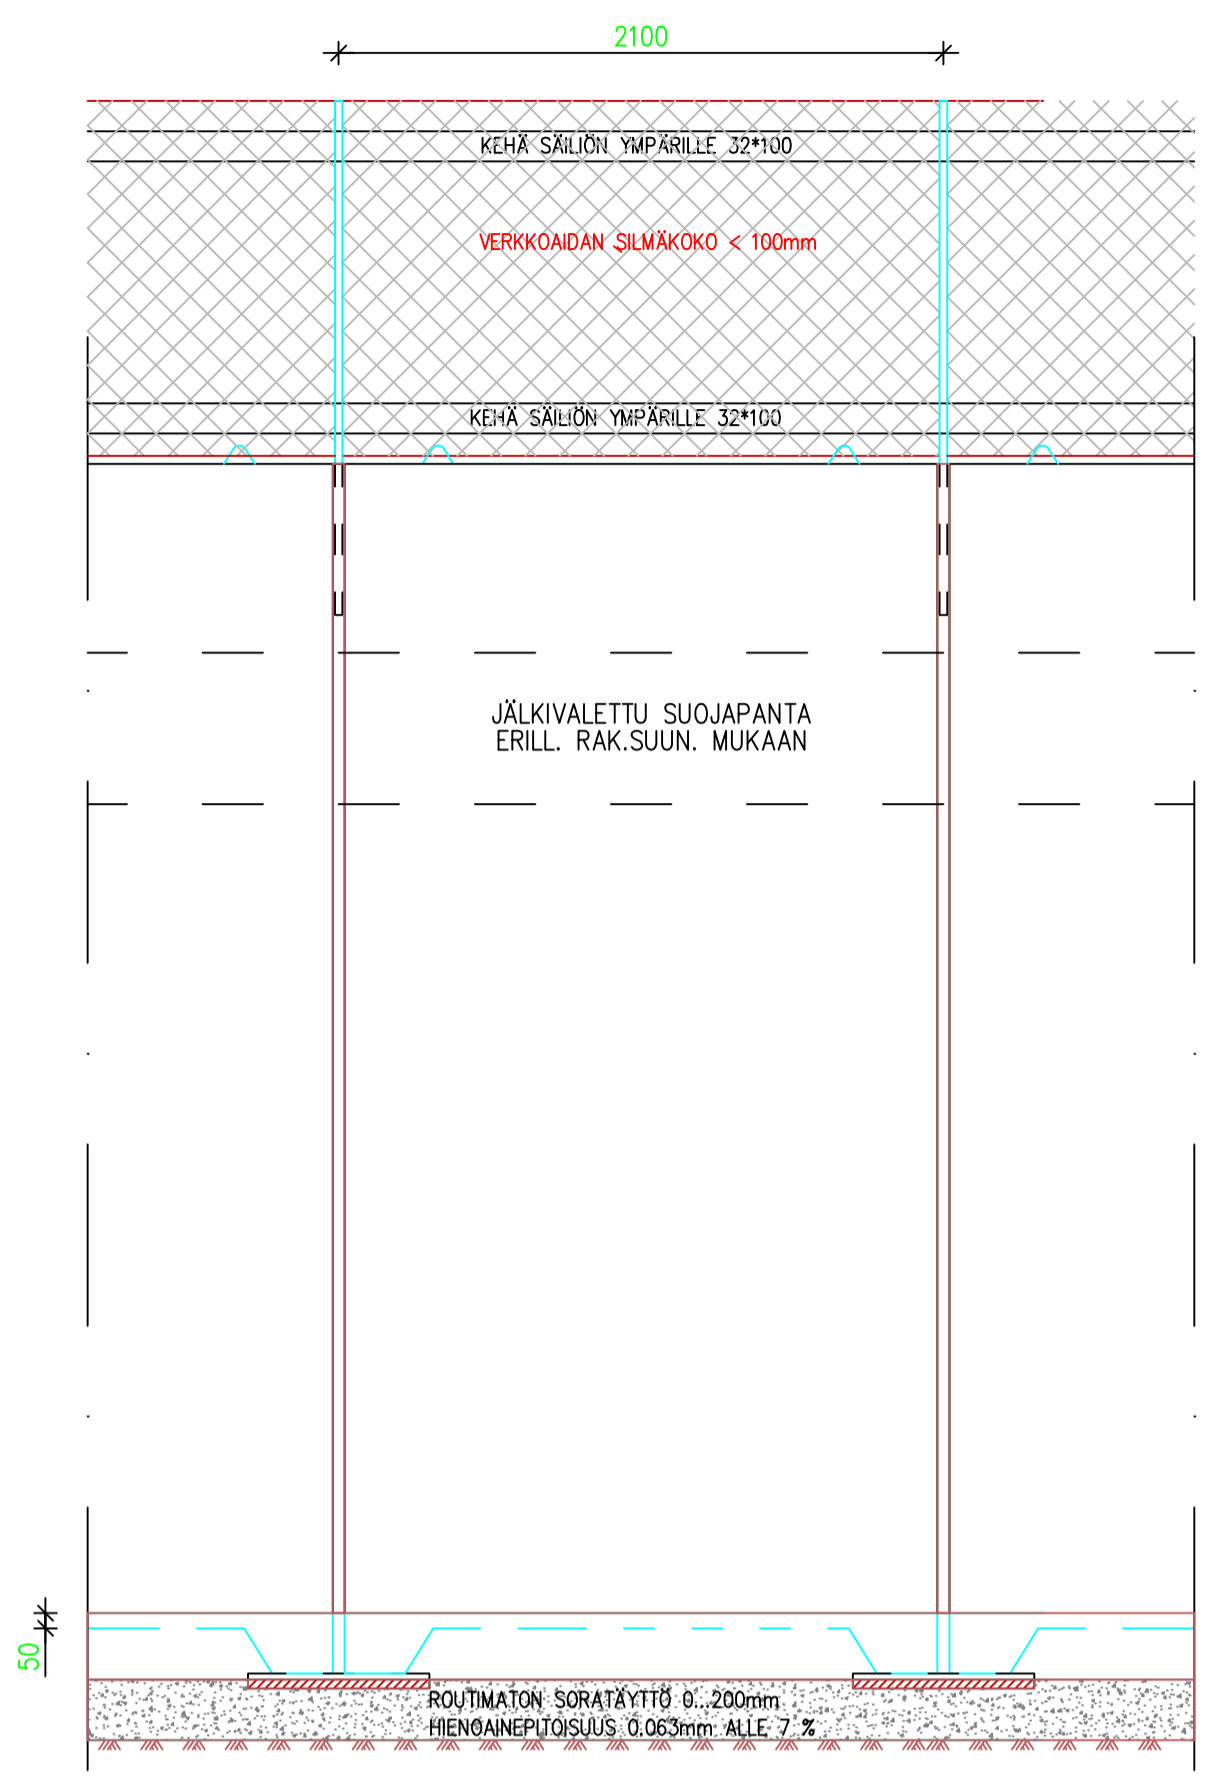 2100
KEHÄ SÄILIÖN YMPÄRILLE 32*100
VERKKOAIDAN SILMÄKOKO < 100mm
KEHÄ SÄILIÖN YMPÄRILLE 32*100
JÄLKIVALETTU SUOJAPANTA
ERILL. RAK.SUUN. MUKAAN
50
ROUTIMATON SORATÄYTTÖ 0...200mm
HIENOAINEPITOISUUS 0.063mm ALLE 7 %